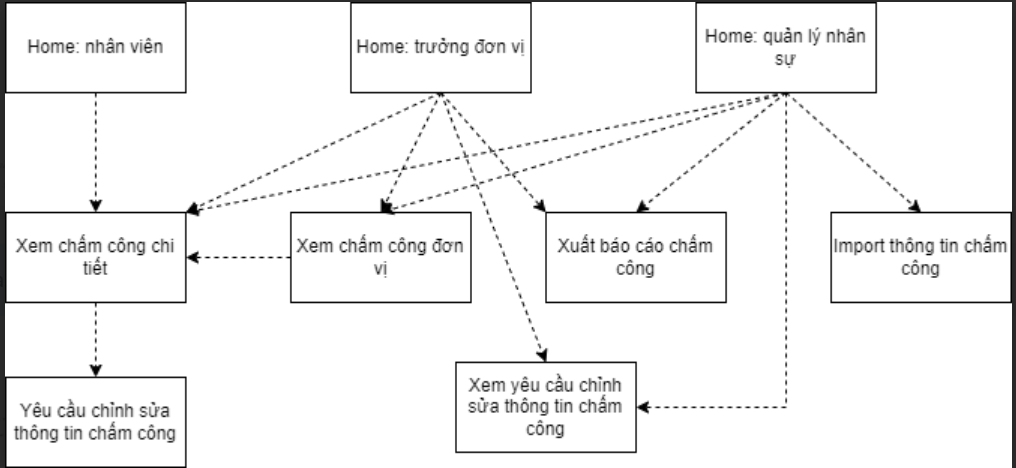 Home: nhân viên
Home: trưởng đơn vị
Home: quản lý nhân
sự
Xem chấm công chi
tiết
Xem chấm công đơn
vị
Xuất báo cáo chấm
công
Import thông tin chấm
công
Yêu cầu chỉnh sửa
thông tin chấm công
Xem yêu cầu chỉnh
sửa thông tin chấm
công